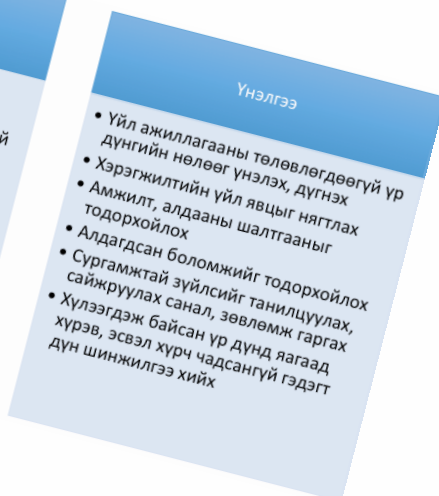 й
Үнэлгээ
• Үйл ажиллагааны төлөвлөгдөөгүй үр
дүнгийн нөлөөг үнэлэх, дүгнэх
• Хэрэгжилтийн үйл явцыг нягтлах
• Амжилт, алдааны шалтгааныг
тодорхойлох
• Алдагдсан боломжийг тодорхойлох
• Сургамжтай зүйлсийг танилцуулах,
сайжруулах санал, зөвлөмж гаргах
• Хүлээгдэж байсан үр дүнд яагаад
хүрэв, эсвэл хүрч чадсангүй гэдэгт
дүн шинжилгээ хийх